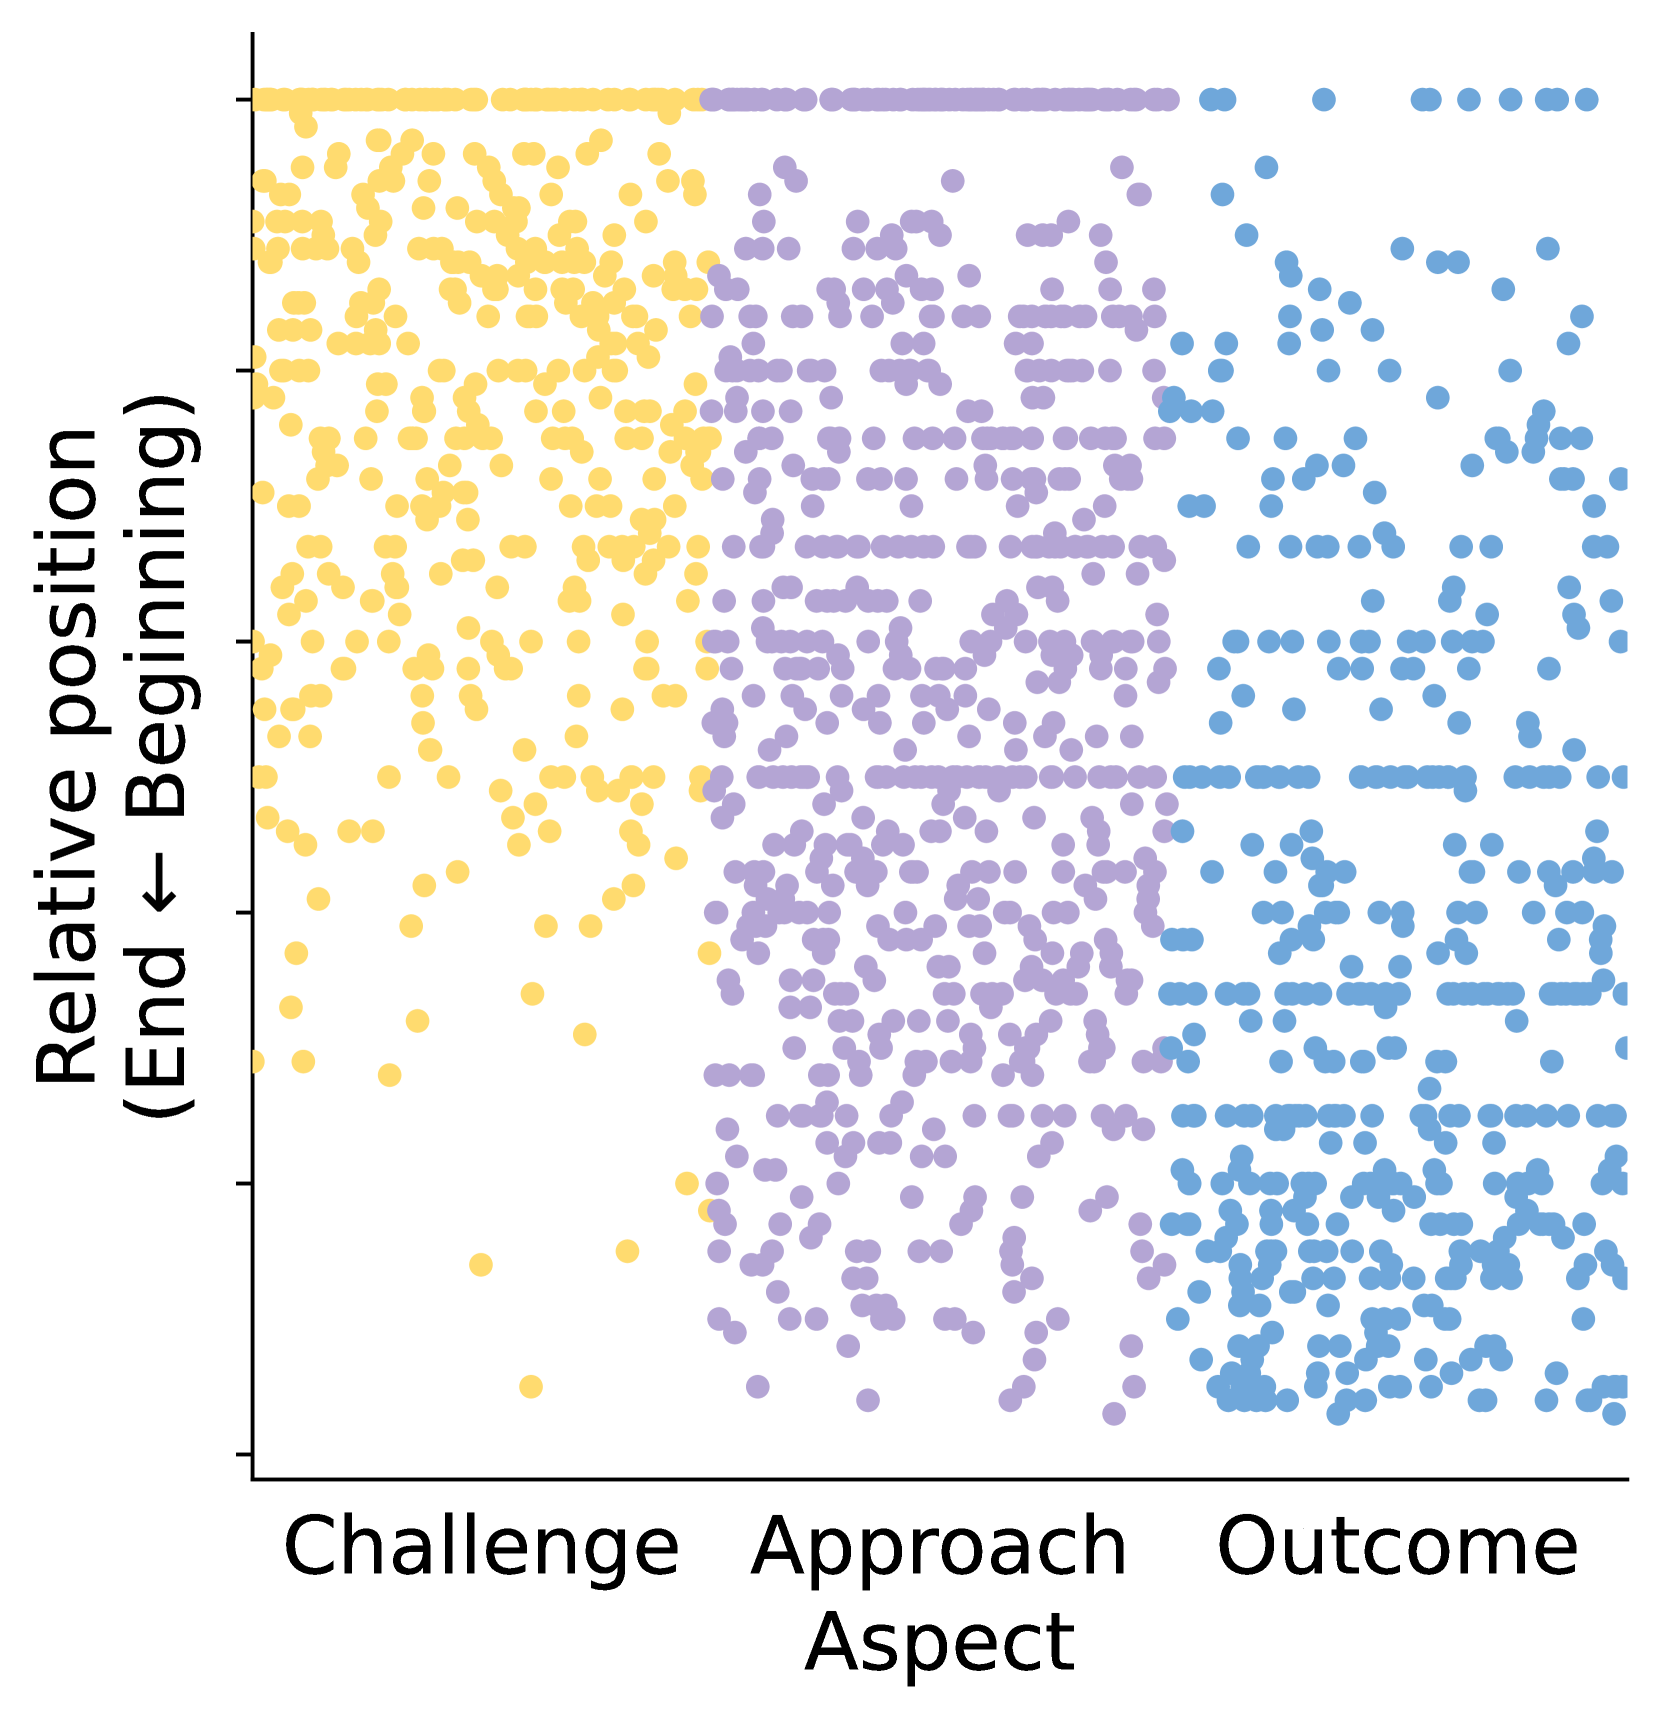 Relative position
(End ← Beginning)
Challenge
Approach
Outcome
Aspect